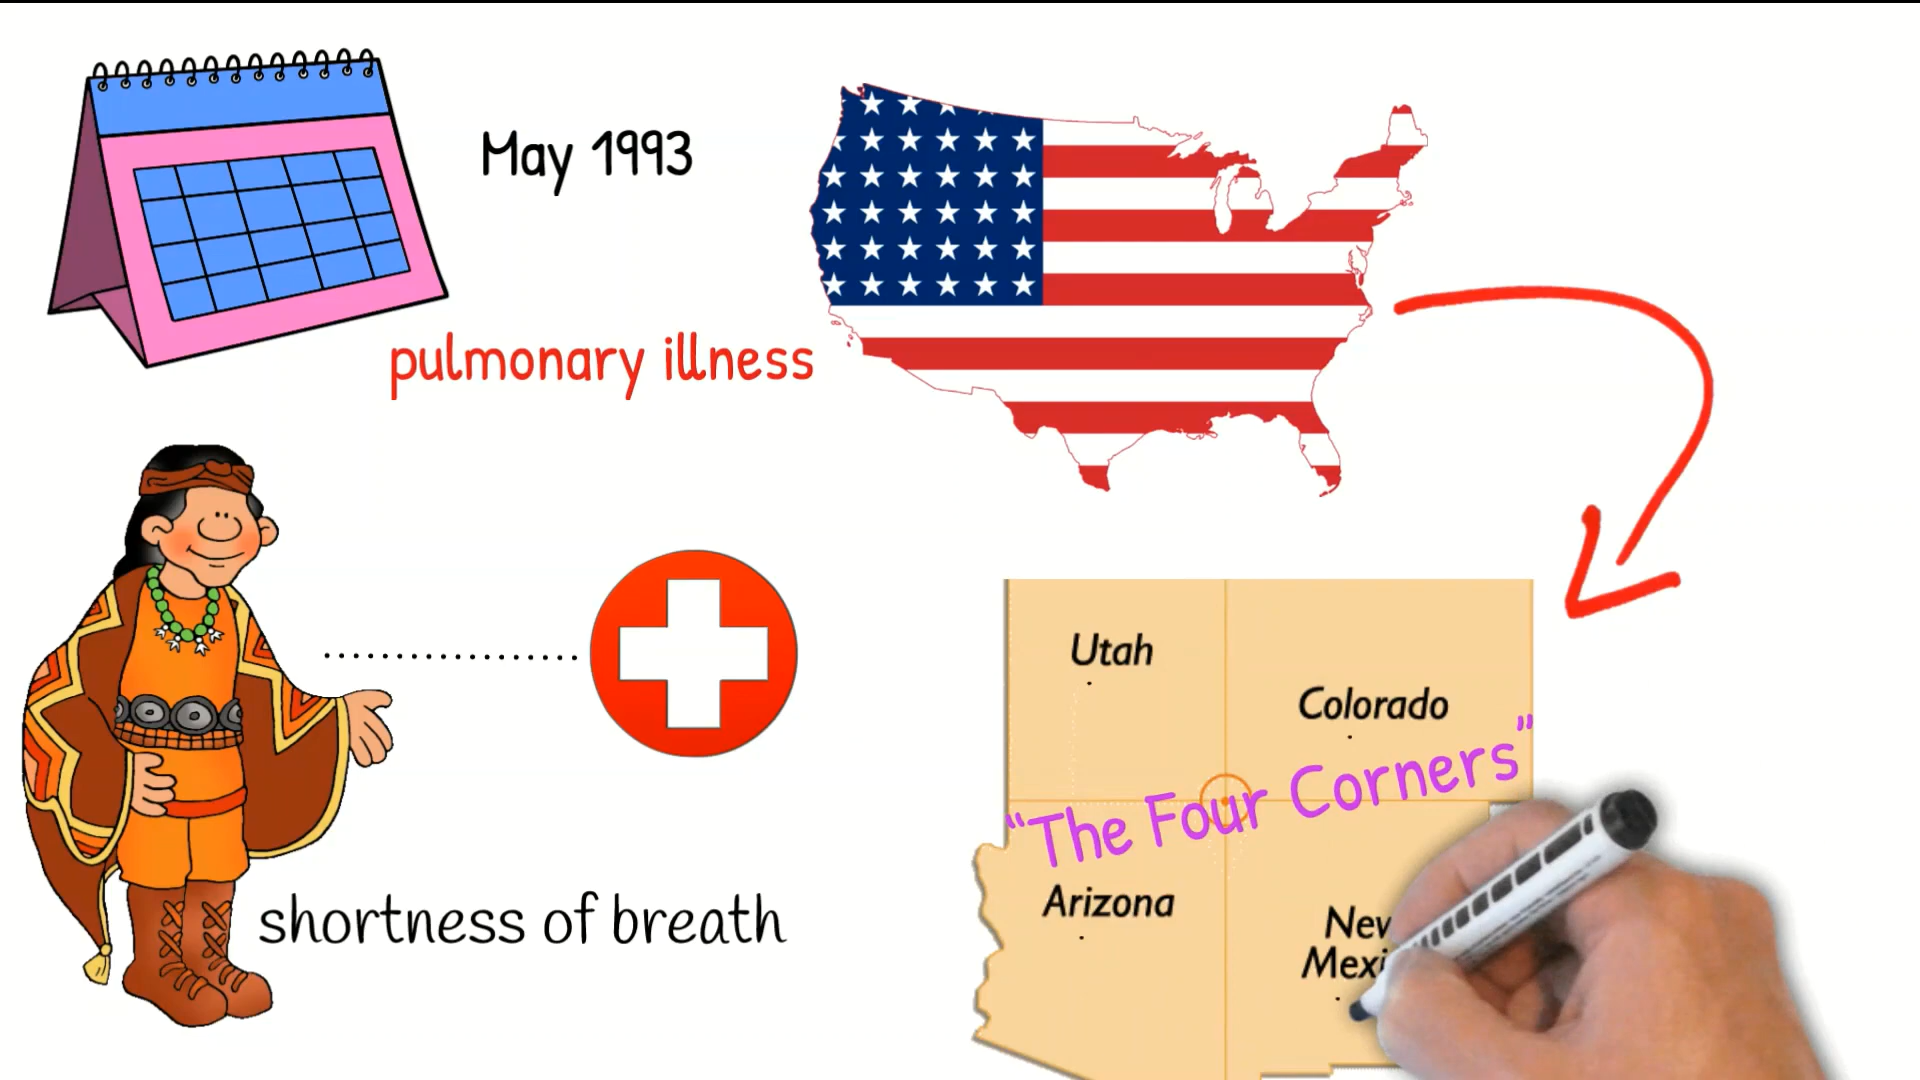 May 1993
pulmonary illness
shortness of breath
Utah
Colorado
"The Four Corners"
Arizona